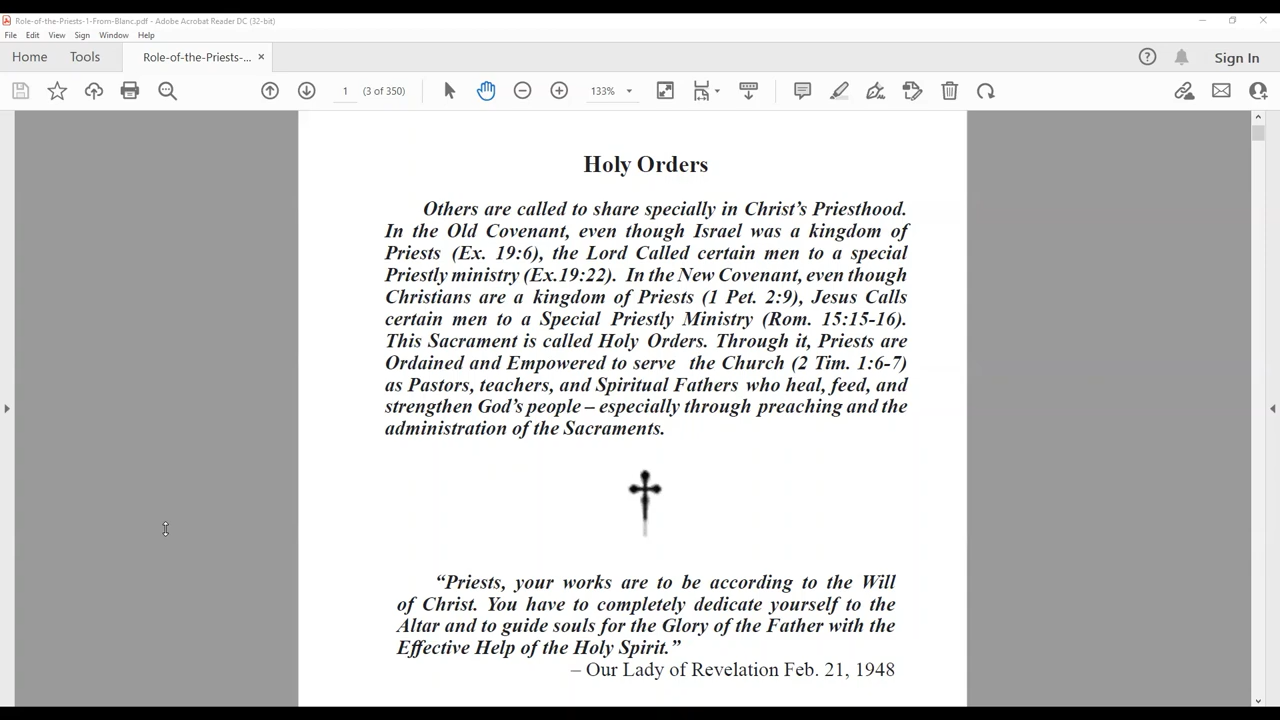 Role-of-the-Priests-1-From-Blanc.pdf - Adobe Acrobat Reader DC (32-bit)
File Edit View Sign Window Help
Home Tools Role-of-the-Priests-... × Sign In
1 (3 of 350) 133%
Holy Orders
Others are called to share specially in Christ’s Priesthood.
In the Old Covenant, even though Israel was a kingdom of
Priests (Ex. 19:6), the Lord Called certain men to a special
Priestly ministry (Ex.19:22). In the New Covenant, even though
Christians are a kingdom of Priests (1 Pet. 2:9), Jesus Calls
certain men to a Special Priestly Ministry (Rom. 15:15-16).
This Sacrament is called Holy Orders. Through it, Priests are
Ordained and Empowered to serve the Church (2 Tim. 1:6-7)
as Pastors, teachers, and Spiritual Fathers who heal, feed, and
strengthen God’s people – especially through preaching and the
administration of the Sacraments.
“Priests, your works are to be according to the Will
of Christ. You have to completely dedicate yourself to the
Altar and to guide souls for the Glory of the Father with the
Effective Help of the Holy Spirit.”
– Our Lady of Revelation Feb. 21, 1948